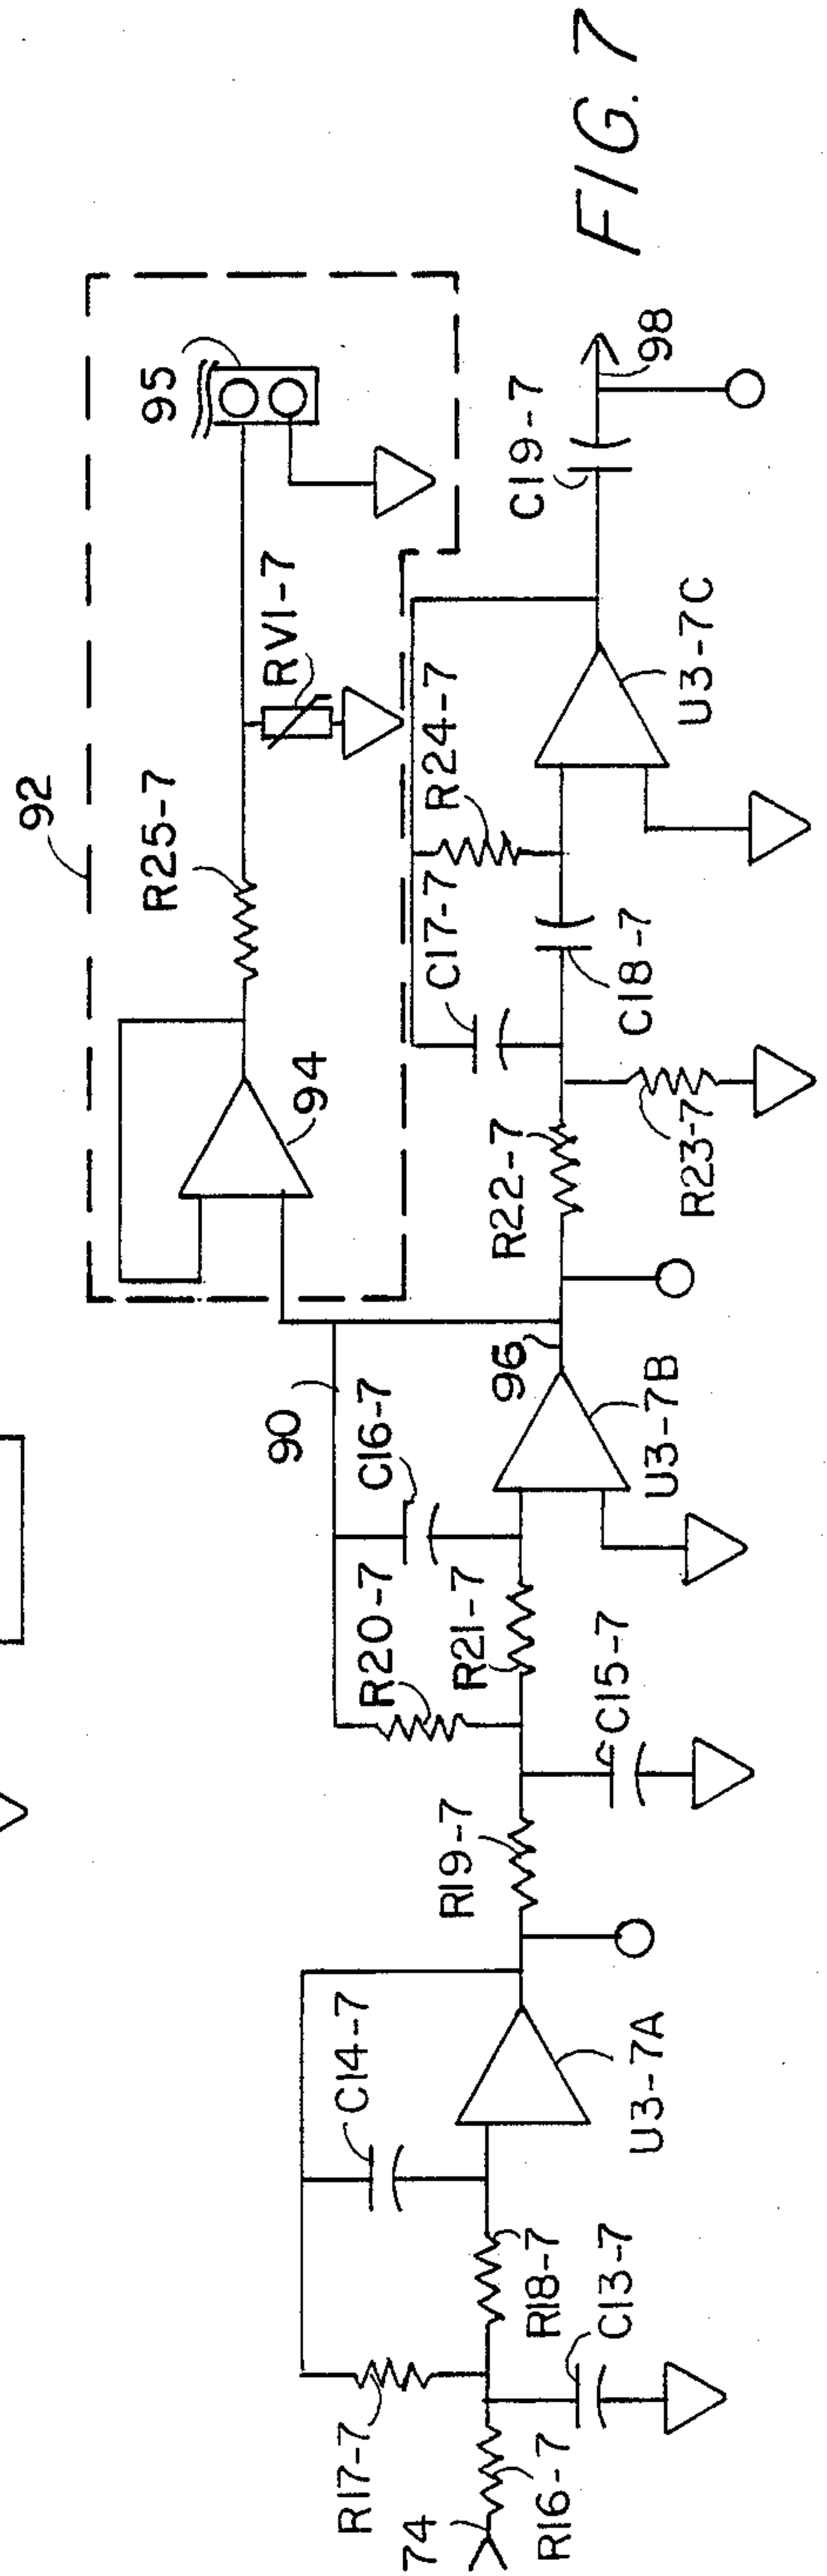 92
95
R25-7
RV1-7
94
90
C16-7
R20-7
R21-7
96
R22-7
C17-7
R24-7
C18-7
C19-7
98
U3-7C
R23-7
U3-7B
C15-7
R19-7
C14-7
U3-7A
R17-7
R18-7
C13-7
R16-7
74
FIG. 7